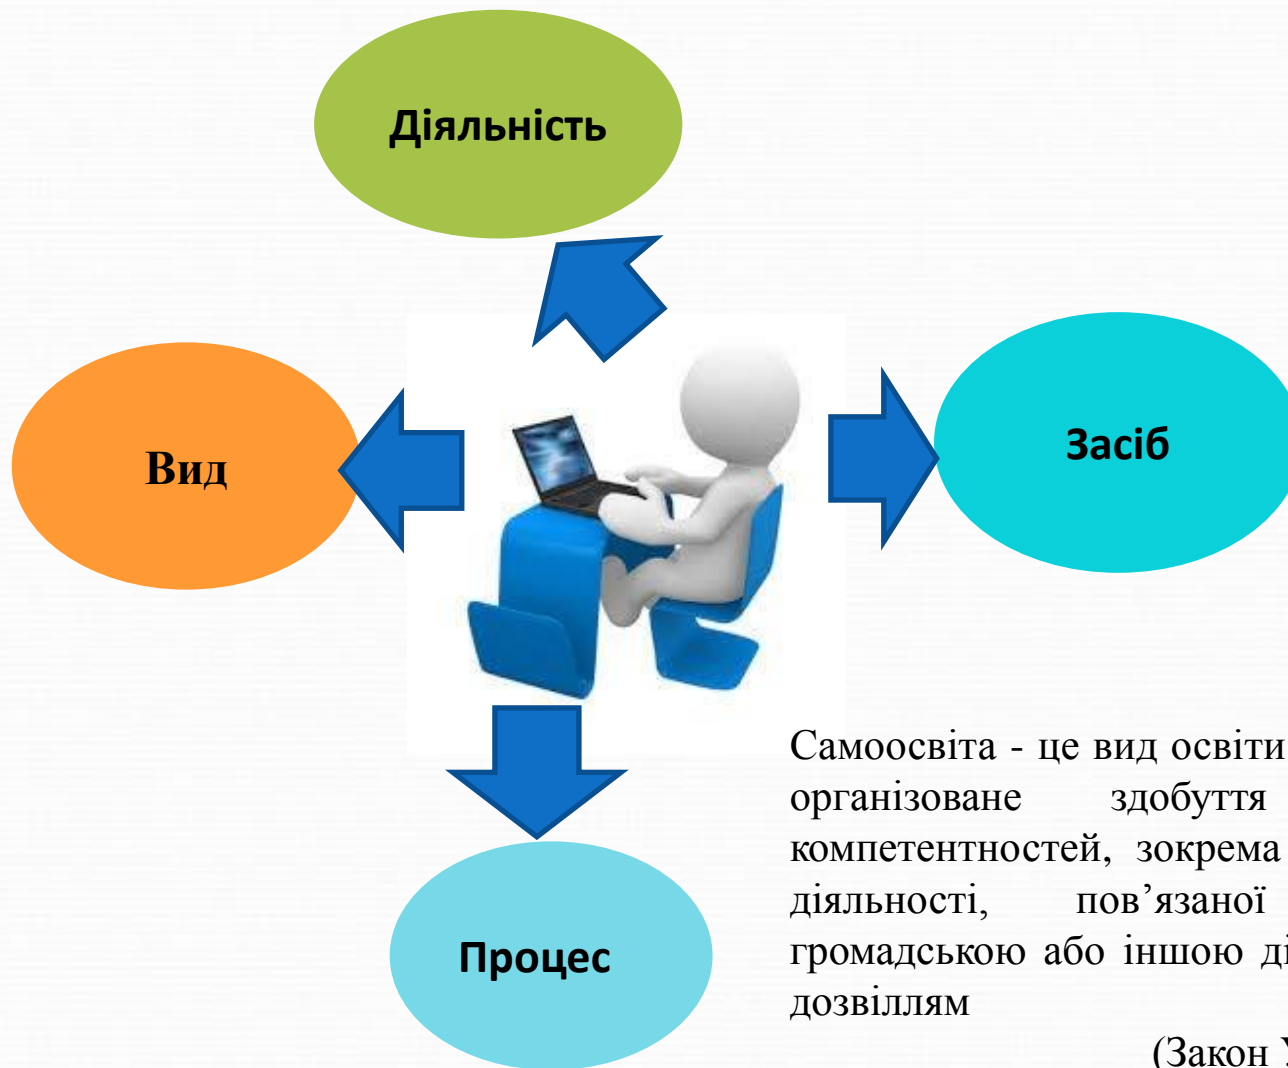 Діяльність
Вид
Засіб
Процес
Самоосвіта - це вид освіти
організоване здобуття
компетентностей, зокрема
діяльності, пов’язаної
громадською або іншою ді
дозвіллям
(Закон У